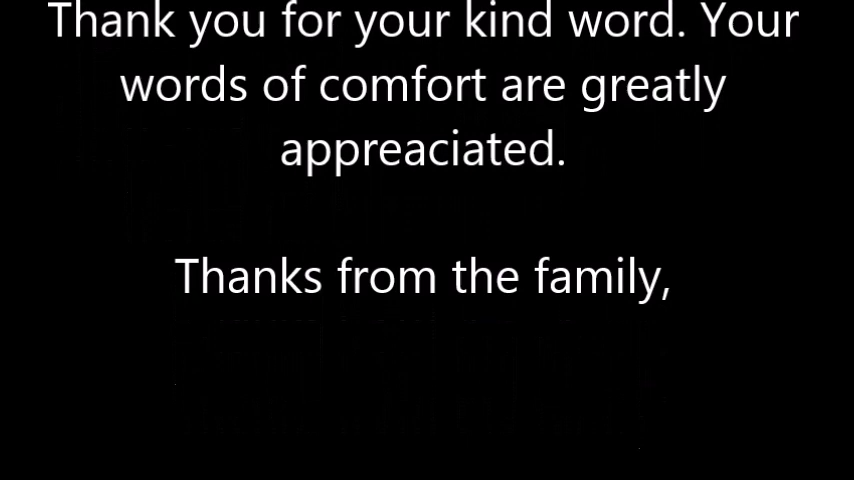 Thank you for your kind word. Your
words of comfort are greatly
appreaciated.
Thanks from the family,